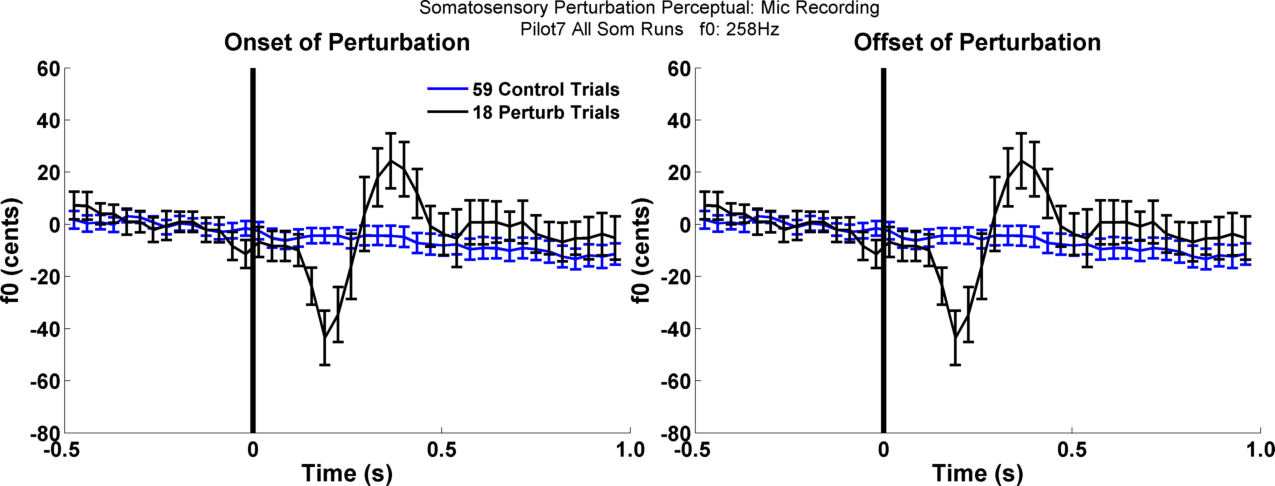 Somatosensory Perturbation Perceptual: Mic Recording
Pilot7 All Som Runs   f0: 258Hz
Onset of Perturbation
60
40
20
0
-20
-40
-60
-80
f0 (cents)
59 Control Trials
18 Perturb Trials
-0.5
0
0.5
1.0
Time (s)
Offset of Perturbation
60
40
20
0
-20
-40
-60
-80
f0 (cents)
-0.5
0
0.5
1.0
Time (s)